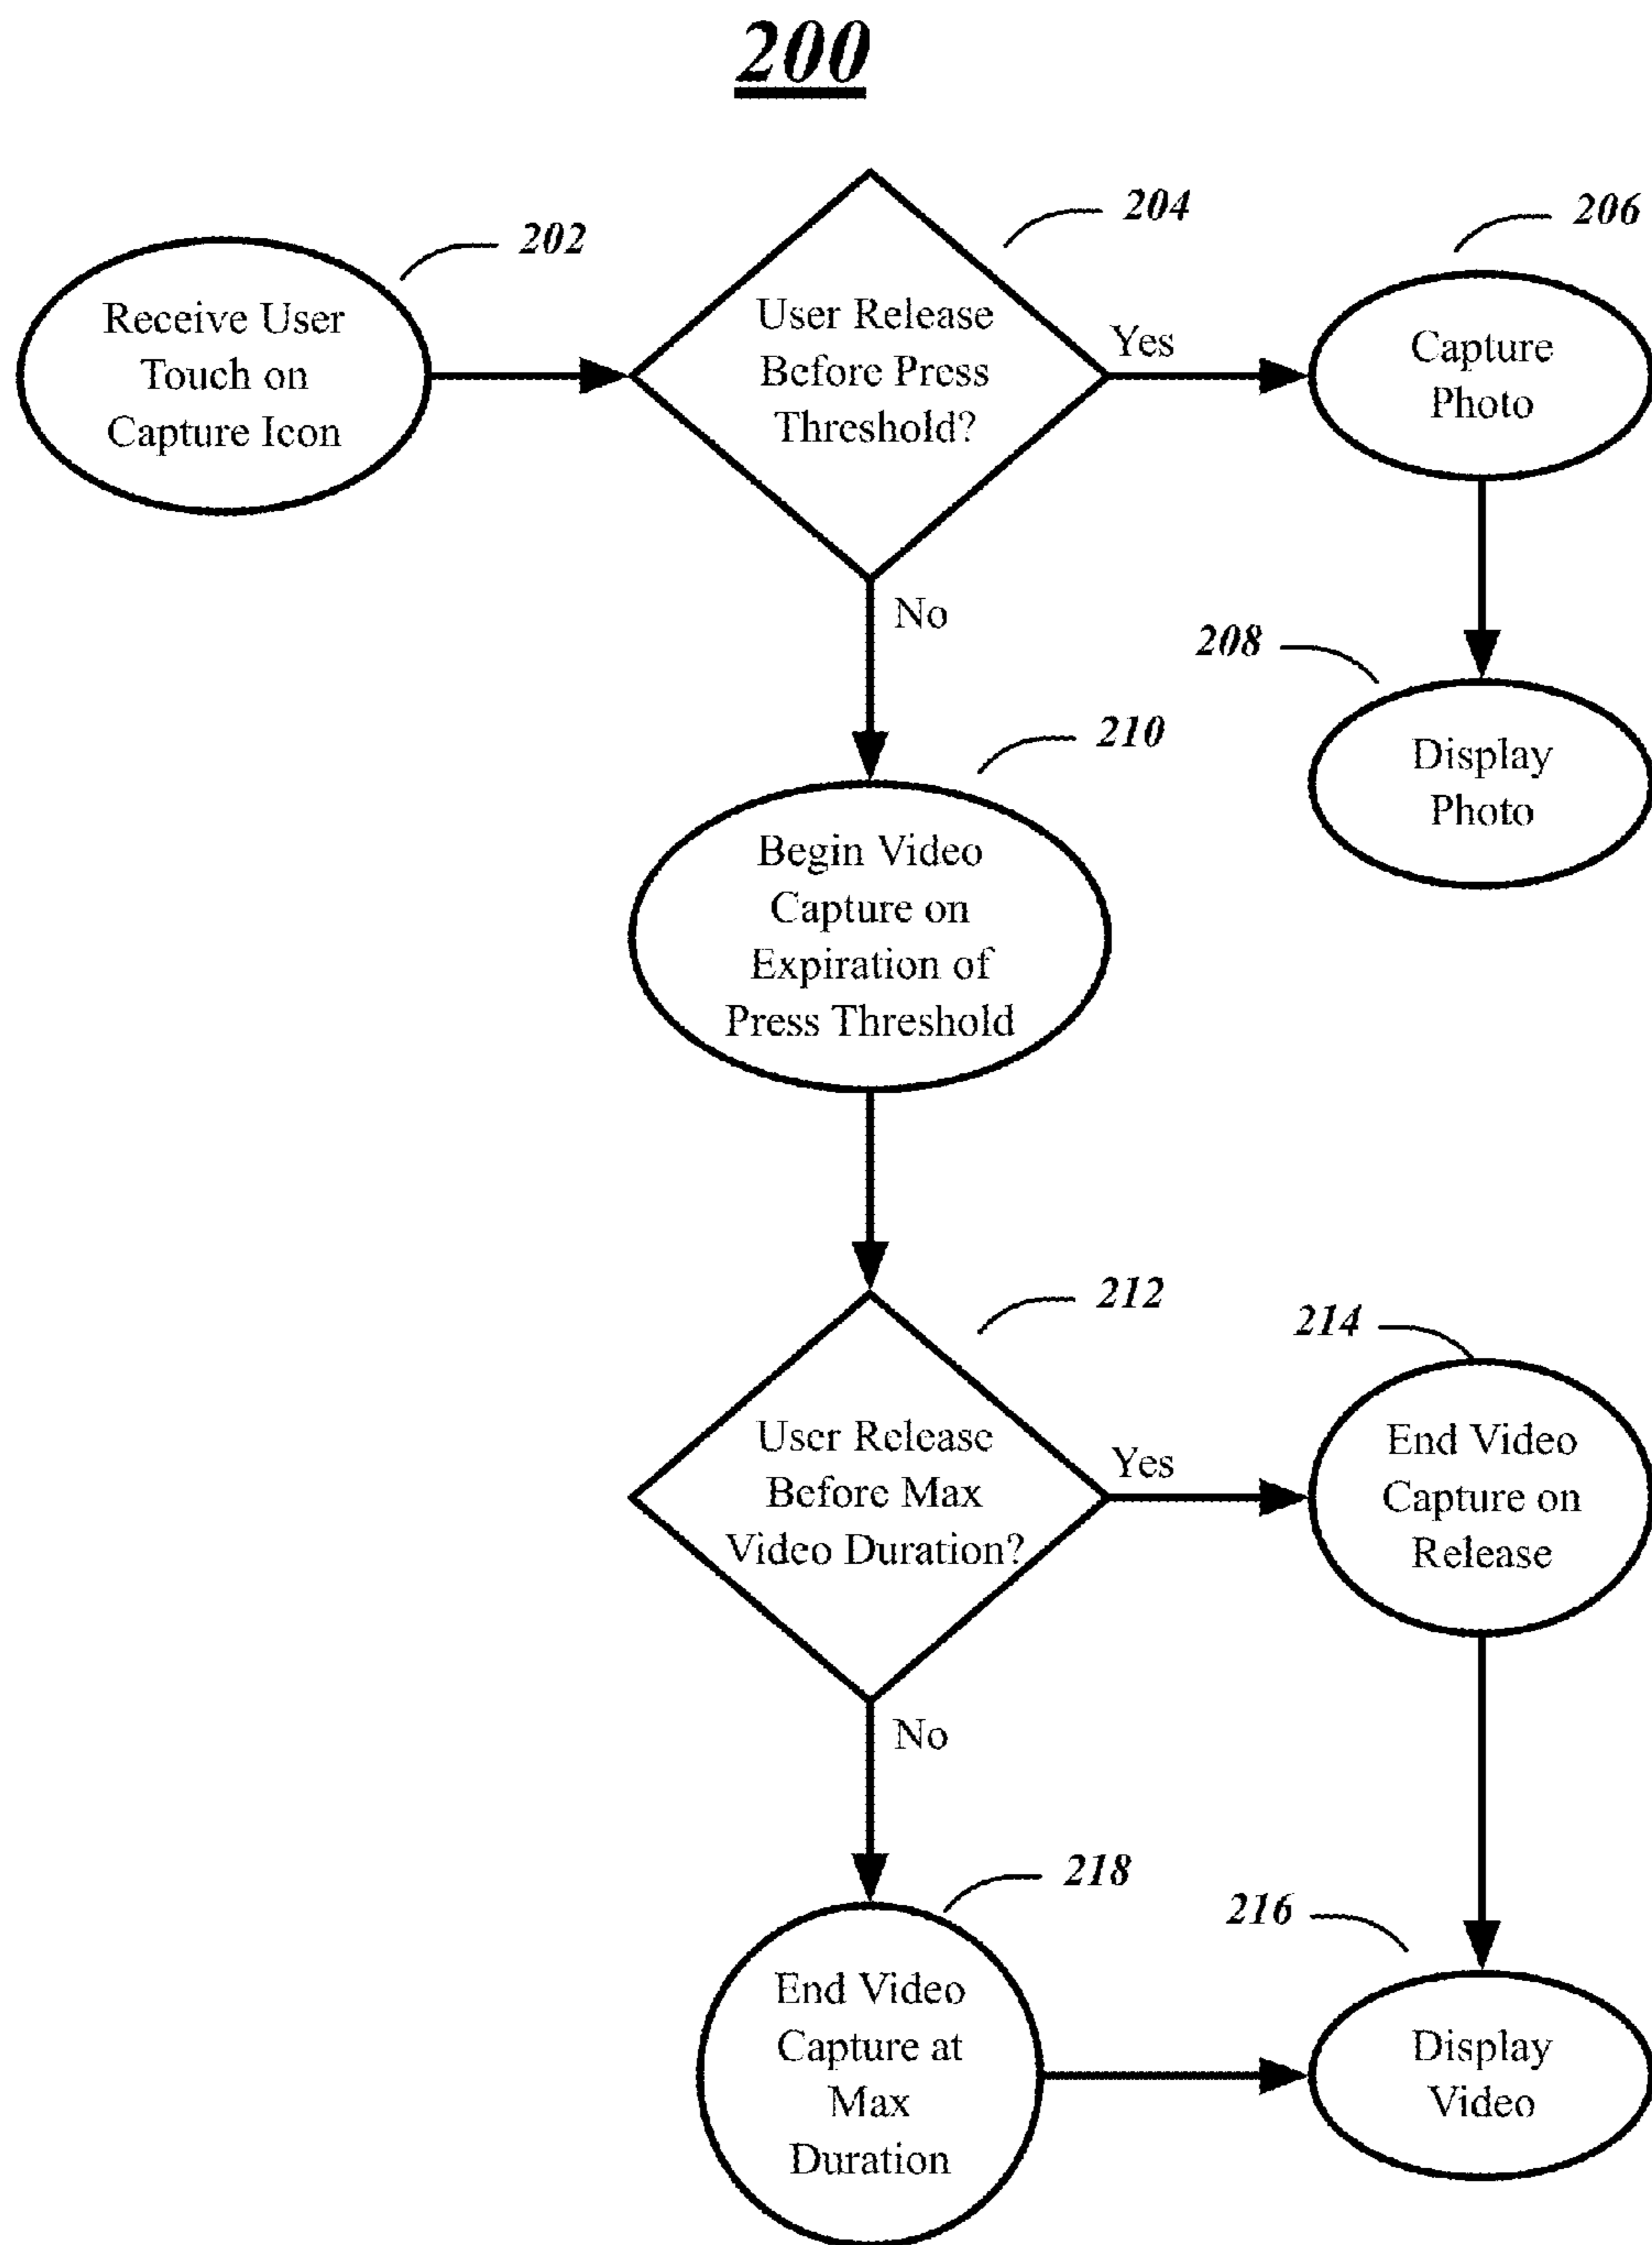 200
202
Receive User
Touch on
Capture Icon
204
User Release
Before Press
Threshold?
Yes
206
Capture
Photo
No
208
Display
Photo
210
Begin Video
Capture on
Expiration of
Press Threshold
212
User Release
Before Max
Video Duration?
Yes
214
End Video
Capture on
Release
No
218
End Video
Capture at
Max
Duration
216
Display
Video